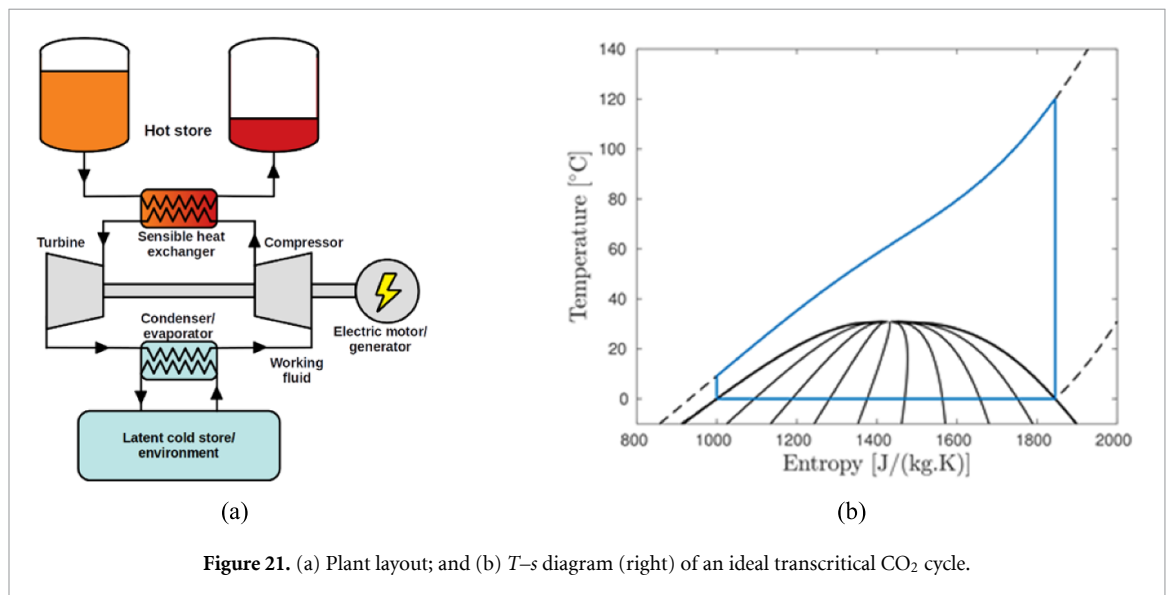 Hot store
Sensible heat
exchanger
Turbine
Compressor
Condenser/
evaporator
Electric motor/
generator
Working
fluid
Latent cold store/
environment
(a)
140
120
100
80
60
40
20
0
Temperature [°C]
800 1000 1200 1400 1600 1800 2000
Entropy [J/(kg.K)]
(b)
Figure 21. (a) Plant layout; and (b) T–s diagram (right) of an ideal transcritical CO₂ cycle.